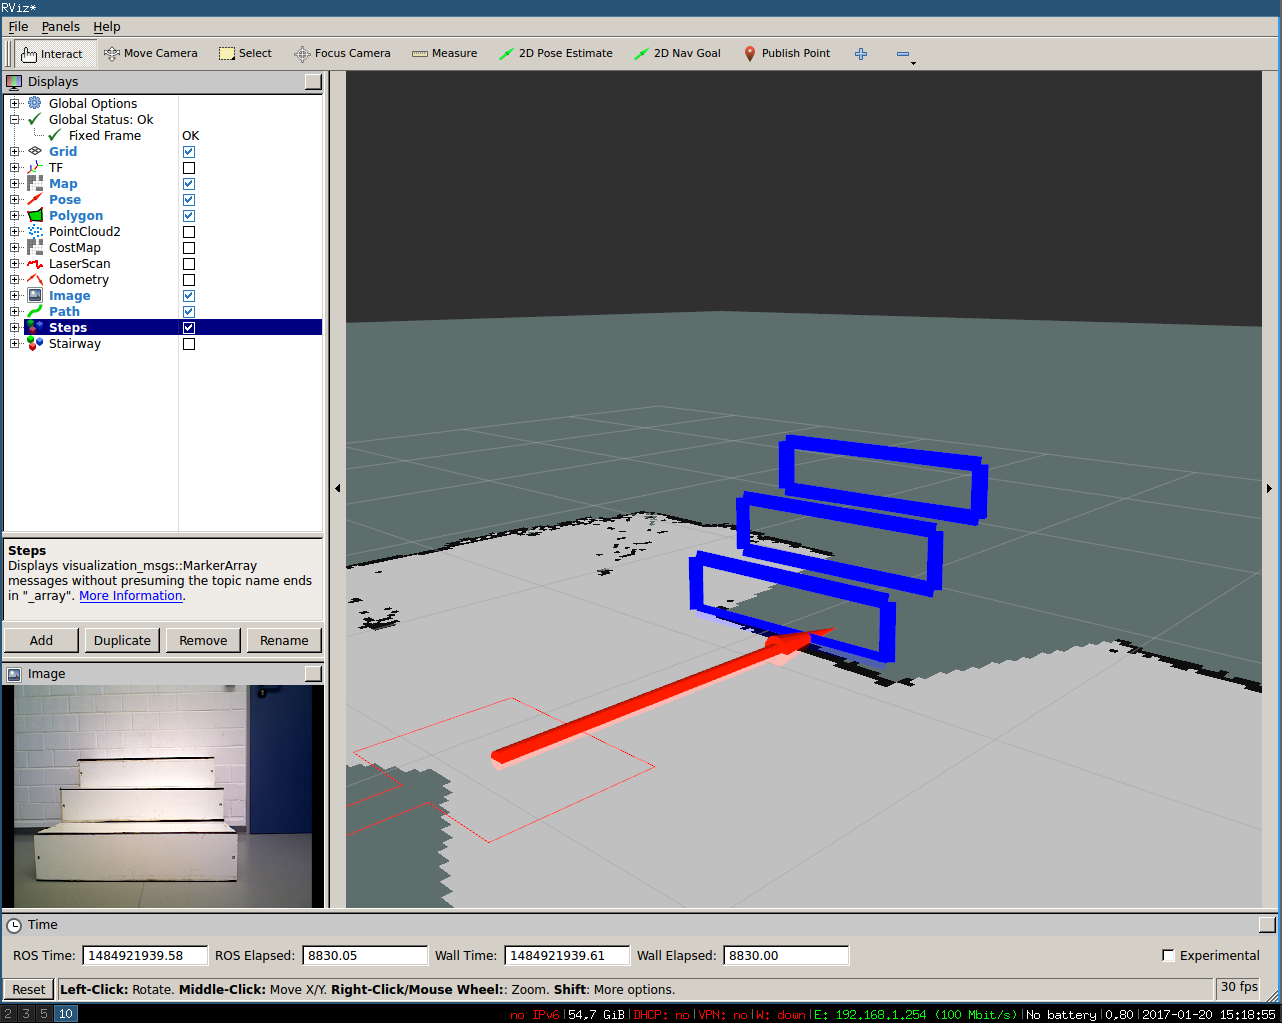 RViz*
File Panels Help
Interact Move Camera Select Focus Camera Measure 2D Pose Estimate 2D Nav Goal Publish Point
Displays
Global Options
Global Status: Ok
Fixed Frame OK
Grid
TF
Map
Pose
Polygon
PointCloud2
CostMap
LaserScan
Odometry
Image
Path
Steps
Stairway
Steps
Displays visualization_msgs::MarkerArray
messages without presuming the topic name ends
in "_array". More Information.
Add Duplicate Remove Rename
Image
Time
ROS Time: 1484921939.58 ROS Elapsed: 8830.05 Wall Time: 1484921939.61 Wall Elapsed: 8830.00 Experimental
Reset Left-Click: Rotate. Middle-Click: Move X/Y. Right-Click/Mouse Wheel:: Zoom. Shift: More options. 30 fps
2 3 5 10 no IPv6|54,7 GiB|DHCP: no|VPN: no|W: down|E: 192.168.1.254 (100 Mbit/s)|No battery|0.80|2017-01-20 15:18:55